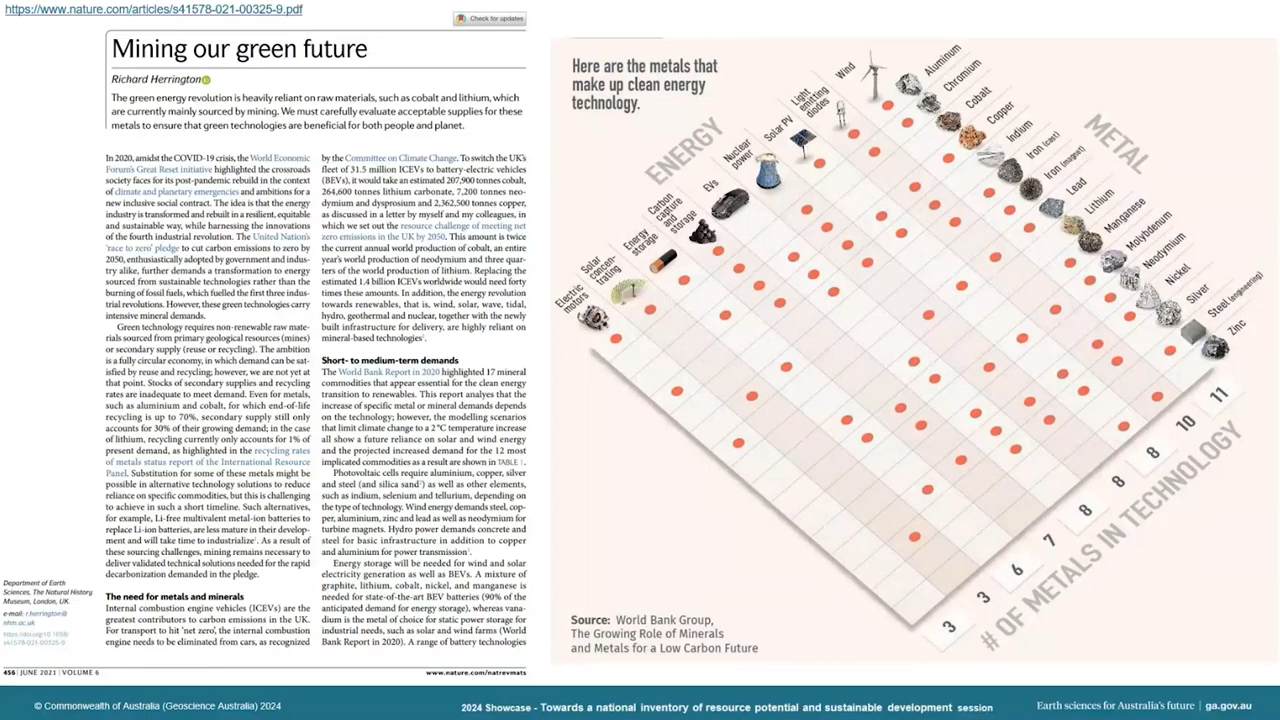 https://www.nature.com/articles/s41578-021-00325-9.pdf
Check for updates
Mining our green future
Richard Herrington
The green energy revolution is heavily reliant on raw materials, such as cobalt and lithium, which
are currently mainly sourced by mining. We must carefully evaluate acceptable supplies for these
metals to ensure that green technologies are beneficial for both people and planet.
In 2020, amidst the COVID-19 crisis, the World Economic
Forum's Great Reset initiative highlighted the crossroads
society faces for its post-pandemic rebuild in the context
of climate and planetary emergencies and ambitions for a
new inclusive social contract. The idea is that the energy
industry is transformed and rebuilt in a resilient, equitable
and sustainable way, while harnessing the innovations
of the fourth industrial revolution. The United Nation's
'race to zero' pledge to cut carbon emissions to zero by
2050, enthusiastically adopted by government and indus-
try alike, further demands a transformation to energy
sourced from sustainable technologies rather than the
burning of fossil fuels, which fuelled the first three indus-
trial revolutions. However, these green technologies carry
intensive mineral demands.
Green technology requires non-renewable raw mate-
rials sourced from primary geological resources (mines)
or secondary supply (reuse or recycling). The ambition
is a fully circular economy, in which demand can be sat-
isfied by reuse and recycling; however, we are not yet at
that point. Stocks of secondary supplies and recycling
rates are inadequate to meet demand. Even for metals,
such as aluminium and cobalt, for which end-of-life
recycling is up to 70%, secondary supply still only
accounts for 30% of their growing demand; in the case
of lithium, recycling currently only accounts for 1% of
present demand, as highlighted in the recycling rates
of metals status report of the International Resource
Panel. Substitution for some of these metals might be
possible in alternative technology solutions to reduce
reliance on specific commodities, but this is challenging
to achieve in such a short timeline. Such alternatives,
for example, Li-free multivalent metal-ion batteries to
replace Li-ion batteries, are less mature in their develop-
ment and will take time to industrialize¹. As a result of
these sourcing challenges, mining remains necessary to
deliver validated technical solutions needed for the rapid
decarbonization demanded in the pledge.
The need for metals and minerals
Internal combustion engine vehicles (ICEVs) are the
greatest contributors to carbon emissions in the UK.
For transport to hit 'net zero', the internal combustion
engine needs to be eliminated from cars, as recognized
by the Committee on Climate Change. To switch the UK's
fleet of 31.5 million ICEVs to battery-electric vehicles
(BEVs), it would take an estimated 207,900 tonnes cobalt,
264,600 tonnes lithium carbonate, 7,200 tonnes neo-
dymium and dysprosium and 2,362,500 tonnes copper,
as discussed in a letter by myself and my colleagues, in
which we set out the resource challenge of meeting net
zero emissions in the UK by 2050. This amount is twice
the current annual world production of cobalt, an entire
year's world production of neodymium and three quar-
ters of the world production of lithium. Replacing the
estimated 1.4 billion ICEVs worldwide would need forty
times these amounts. In addition, the energy revolution
towards renewables, that is, wind, solar, wave, tidal,
hydro, geothermal and nuclear, together with the newly
built infrastructure for delivery, are highly reliant on
mineral-based technologies².
Short- to medium-term demands
The World Bank Report in 2020 highlighted 17 mineral
commodities that appear essential for the clean energy
transition to renewables. This report analyses that the
increase of specific metal or mineral demands depends
on the technology; however, the modelling scenarios
that limit climate change to a 2 °C temperature increase
all show a future reliance on solar and wind energy
and the projected increased demand for the 12 most
implicated commodities as a result are shown in TABLE 1.
Photovoltaic cells require aluminium, copper, silver
and steel (and silica sand³) as well as other elements,
such as indium, selenium and tellurium, depending on
the type of technology. Wind energy demands steel, cop-
per, aluminium, zinc and lead as well as neodymium for
turbine magnets. Hydro power demands concrete and
steel for basic infrastructure in addition to copper
and aluminium for power transmission¹.
Energy storage will be needed for wind and solar
electricity generation as well as BEVs. A mixture of
graphite, lithium, cobalt, nickel, and manganese is
needed for state-of-the-art BEV batteries (90% of the
anticipated demand for energy storage), whereas vana-
dium is the metal of choice for static power storage for
industrial needs, such as solar and wind farms (World
Bank Report in 2020). A range of battery technologies
Department of Earth
Sciences, The Natural History
Museum, London, UK.
e-mail: r.herrington@
nhm.ac.uk
https://doi.org/10.1038/
s41578-021-00325-9
456 | JUNE 2021 | VOLUME 6
www.nature.com/natrevmats
Here are the metals that
make up clean energy
technology.
ENERGY
Electric
motors
Solar
concen-
trating
Energy
storage
Carbon
capture
and
storage
EVs
Nuclear
power
Solar PV
Light
emitting
diodes
Wind
METAL
Aluminum
Chromium
Cobalt
Copper
Indium
Iron (cast)
Iron (magnet)
Lead
Lithium
Manganese
Neodymium
Nickel
Silver
Steel (engineering)
Zinc
11
10
8
8
8
7
6
3
3
# OF METALS IN TECHNOLOGY
Source: World Bank Group,
The Growing Role of Minerals
and Metals for a Low Carbon Future
© Commonwealth of Australia (Geoscience Australia) 2024
2024 Showcase - Towards a national inventory of resource potential and sustainable development session
Earth sciences for Australia's future | ga.gov.au